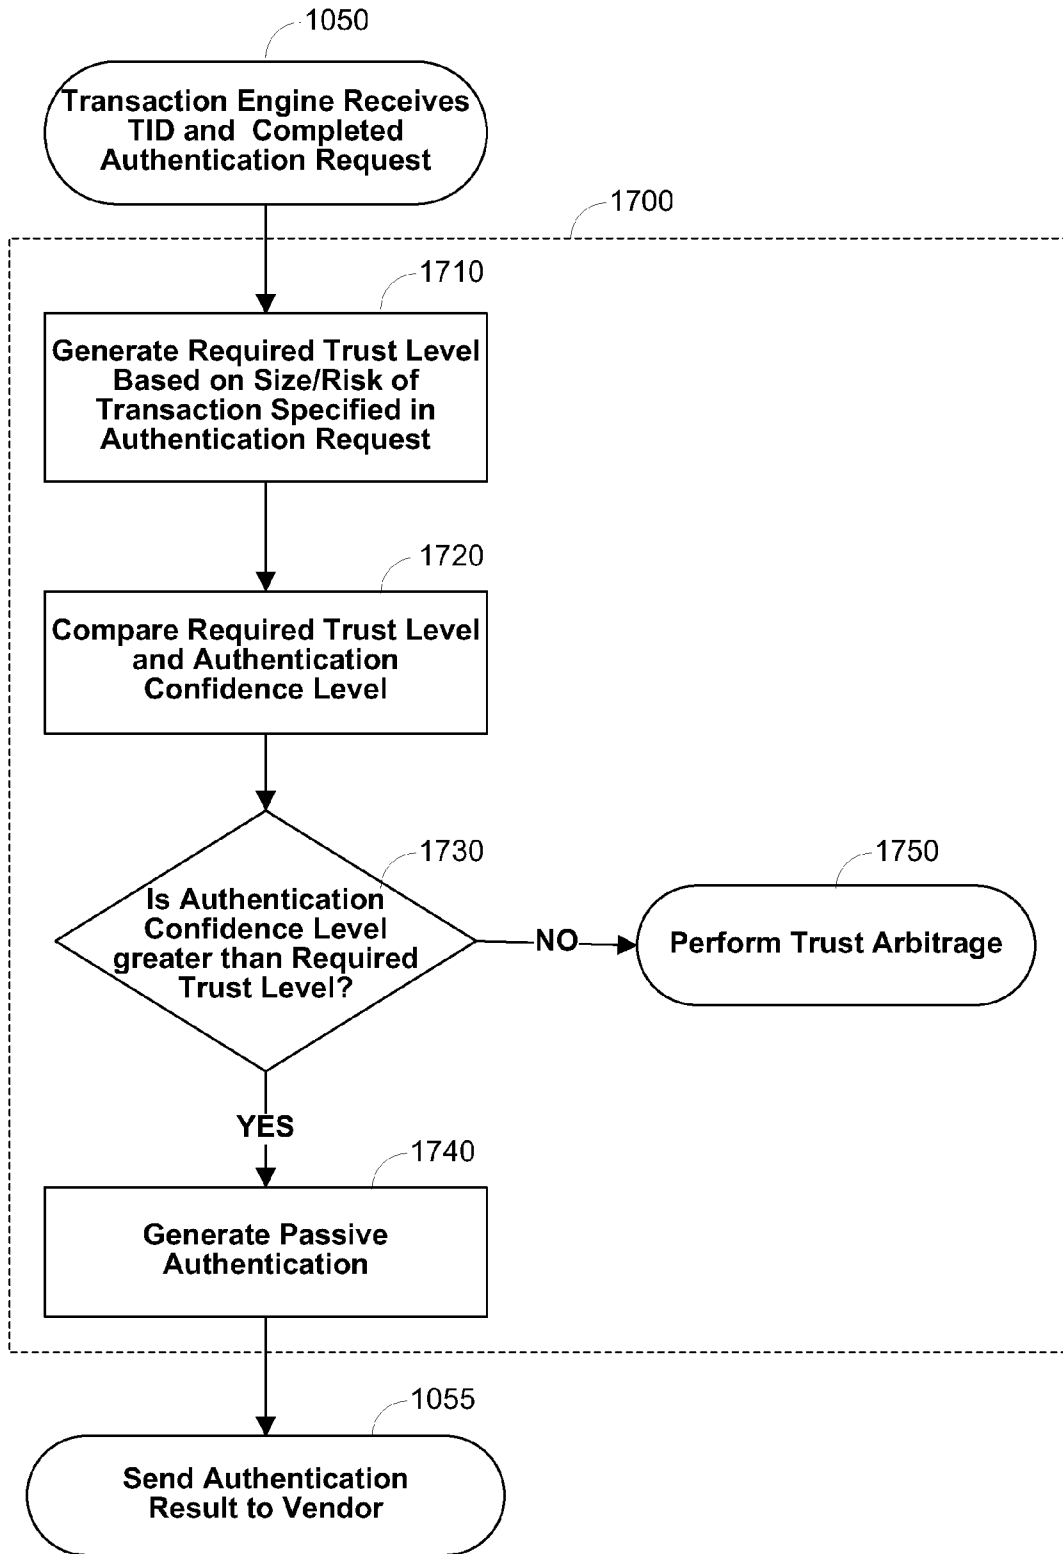 1050
Transaction Engine Receives
TID and Completed
Authentication Request
1700
1710
Generate Required Trust Level
Based on Size/Risk of
Transaction Specified in
Authentication Request
1720
Compare Required Trust Level
and Authentication
Confidence Level
1730
Is Authentication
Confidence Level
greater than Required
Trust Level?
NO
1750
Perform Trust Arbitrage
YES
1740
Generate Passive
Authentication
1055
Send Authentication
Result to Vendor